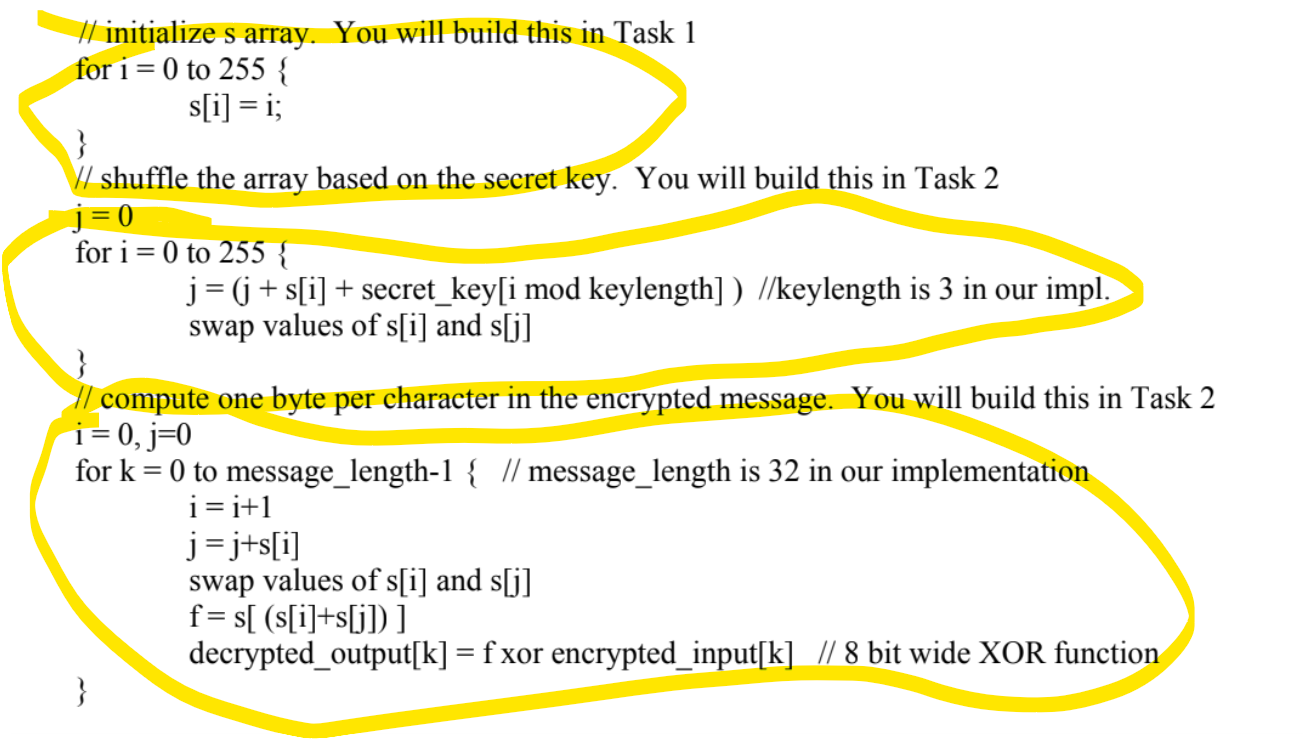 // initialize s array.  You will build this in Task 1
for i = 0 to 255 {
s[i] = i;
}
// shuffle the array based on the secret key.  You will build this in Task 2
j = 0
for i = 0 to 255 {
j = (j + s[i] + secret_key[i mod keylength] )  //keylength is 3 in our impl.
swap values of s[i] and s[j]
}
// compute one byte per character in the encrypted message.  You will build this in Task 2
i = 0, j=0
for k = 0 to message_length-1 {   // message_length is 32 in our implementation
i = i+1
j = j+s[i]
swap values of s[i] and s[j]
f = s[ (s[i]+s[j]) ]
decrypted_output[k] = f xor encrypted_input[k]   // 8 bit wide XOR function
}